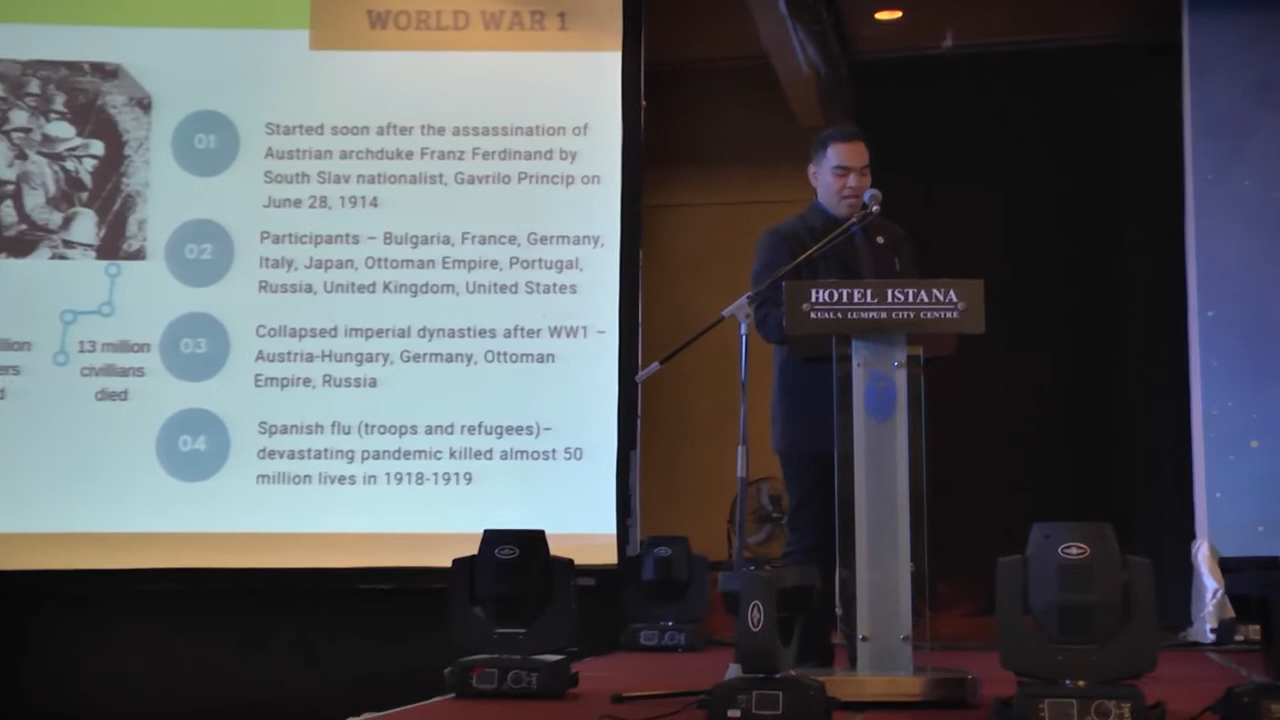 WORLD WAR 1
01
Started soon after the assassination of
Austrian archduke Franz Ferdinand by
South Slav nationalist, Gavrilo Princip on
June 28, 1914
02
Participants – Bulgaria, France, Germany,
Italy, Japan, Ottoman Empire, Portugal,
Russia, United Kingdom, United States
03
Collapsed imperial dynasties after WW1 –
Austria-Hungary, Germany, Ottoman
Empire, Russia
04
Spanish flu (troops and refugees)–
devastating pandemic killed almost 50
million lives in 1918-1919
13 million
civillians
died
HOTEL ISTANA
KUALA LUMPUR CITY CENTRE